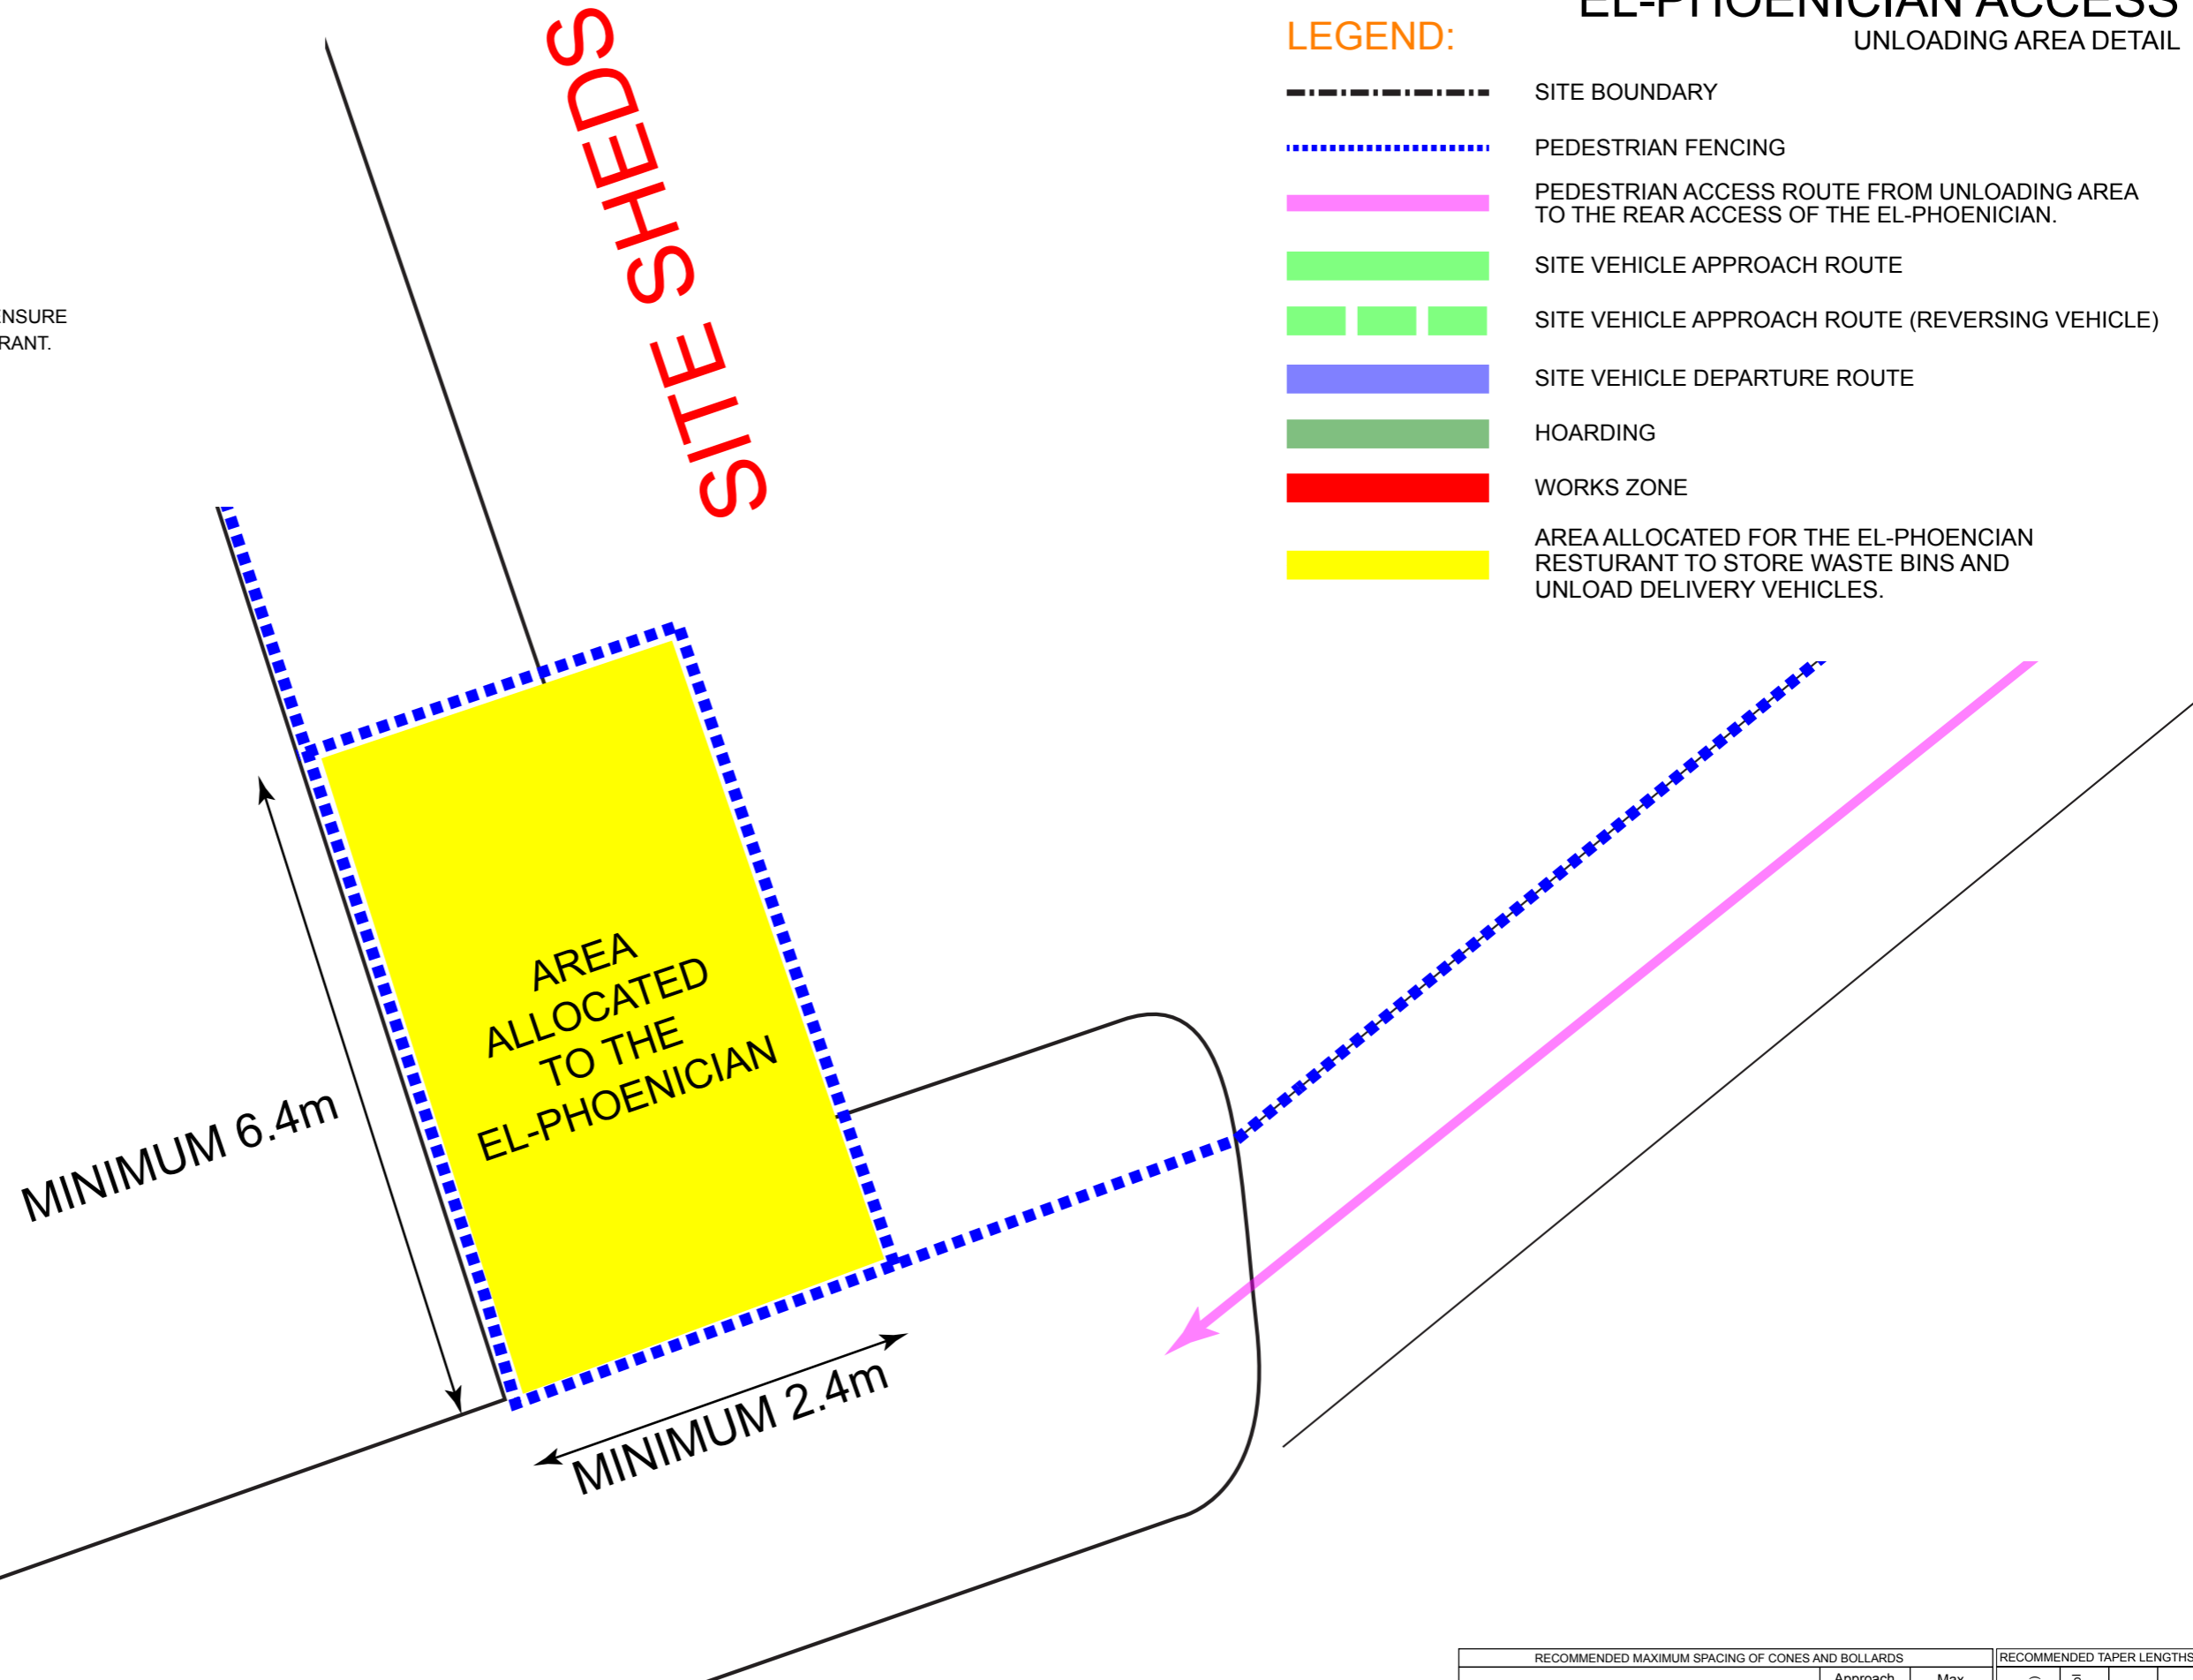 EL-PHOENICIAN ACCESS
UNLOADING AREA DETAIL
LEGEND:
SITE BOUNDARY
PEDESTRIAN FENCING
PEDESTRIAN ACCESS ROUTE FROM UNLOADING AREA
TO THE REAR ACCESS OF THE EL-PHOENICIAN.
SITE VEHICLE APPROACH ROUTE
SITE VEHICLE APPROACH ROUTE (REVERSING VEHICLE)
SITE VEHICLE DEPARTURE ROUTE
HOARDING
WORKS ZONE
AREA ALLOCATED FOR THE EL-PHOENCIAN
RESTURANT TO STORE WASTE BINS AND
UNLOAD DELIVERY VEHICLES.
SITE SHEDS
AREA
ALLOCATED
TO THE
EL-PHOENICIAN
MINIMUM 6.4m
MINIMUM 2.4m
RECOMMENDED MAXIMUM SPACING OF CONES AND BOLLARDS
Approach
Max
RECOMMENDED TAPER LENGTHS